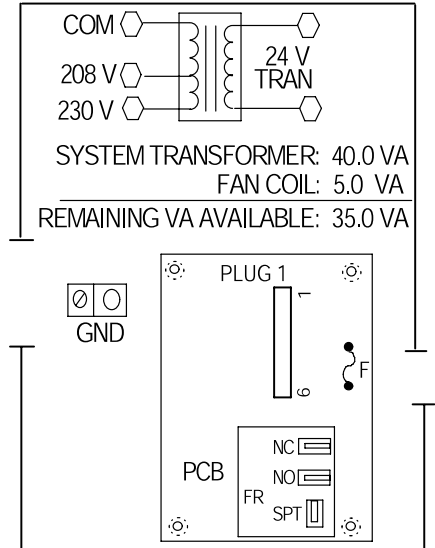 COM
208 V
230 V
24 V
TRAN
SYSTEM TRANSFORMER: 40.0 VA
FAN COIL: 5.0 VA
REMAINING VA AVAILABLE: 35.0 VA
GND
PLUG 1
1
6
F
PCB
FR
NC
NO
SPT